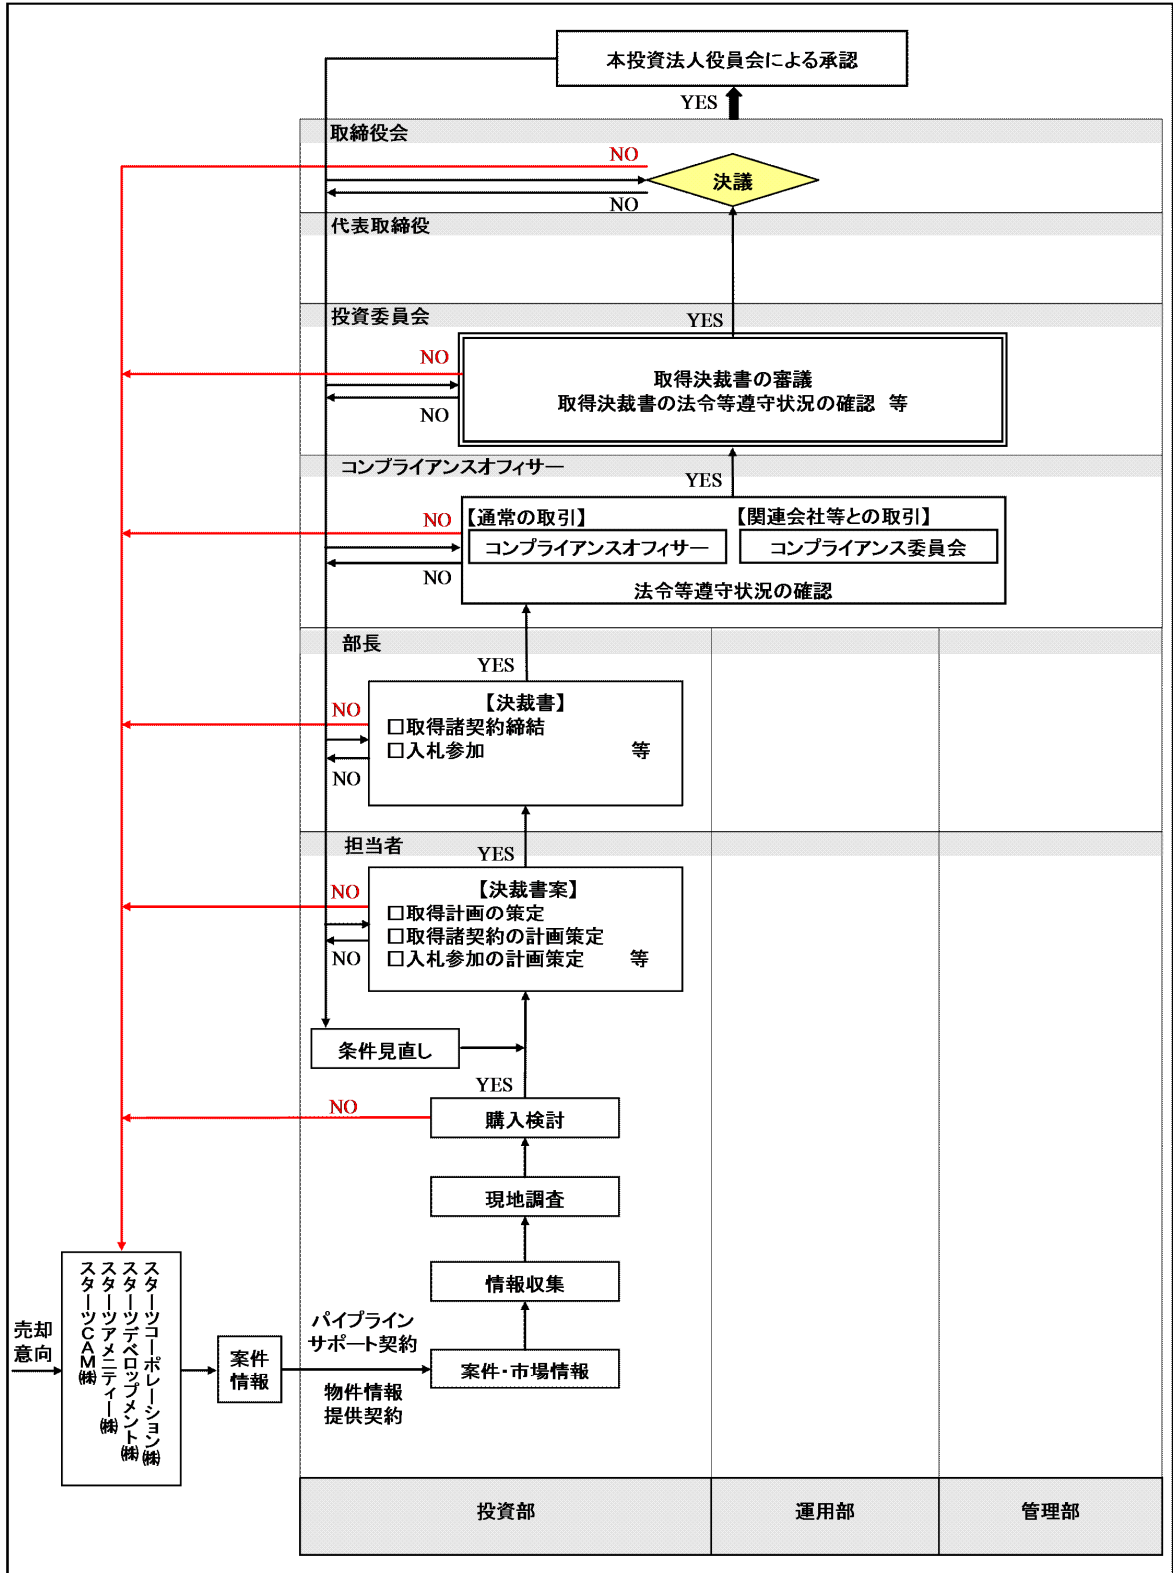 本投資法人役員会による承認
YES
取締役会
NO
決議
NO
代表取締役
投資委員会
YES
NO
取得決裁書の審議
取得決裁書の法令等遵守状況の確認 等
NO
コンプライアンスオフィサー
YES
【通常の取引】
【関連会社等との取引】
NO
コンプライアンスオフィサー
コンプライアンス委員会
NO
法令等遵守状況の確認
部長
YES
【決裁書】
NO
□取得諸契約締結
□入札参加 等
NO
担当者
YES
【決裁書案】
NO
□取得計画の策定
□取得諸契約の計画策定
□入札参加の計画策定 等
NO
条件見直し
YES
NO
購入検討
現地調査
情報収集
スターツコーポレーション㈱
スターツデベロップメント㈱
スターツアメニティー㈱
スターツCAM㈱
売却
意向
案件
情報
パイプライン
サポート契約
物件情報
提供契約
案件・市場情報
投資部
運用部
管理部